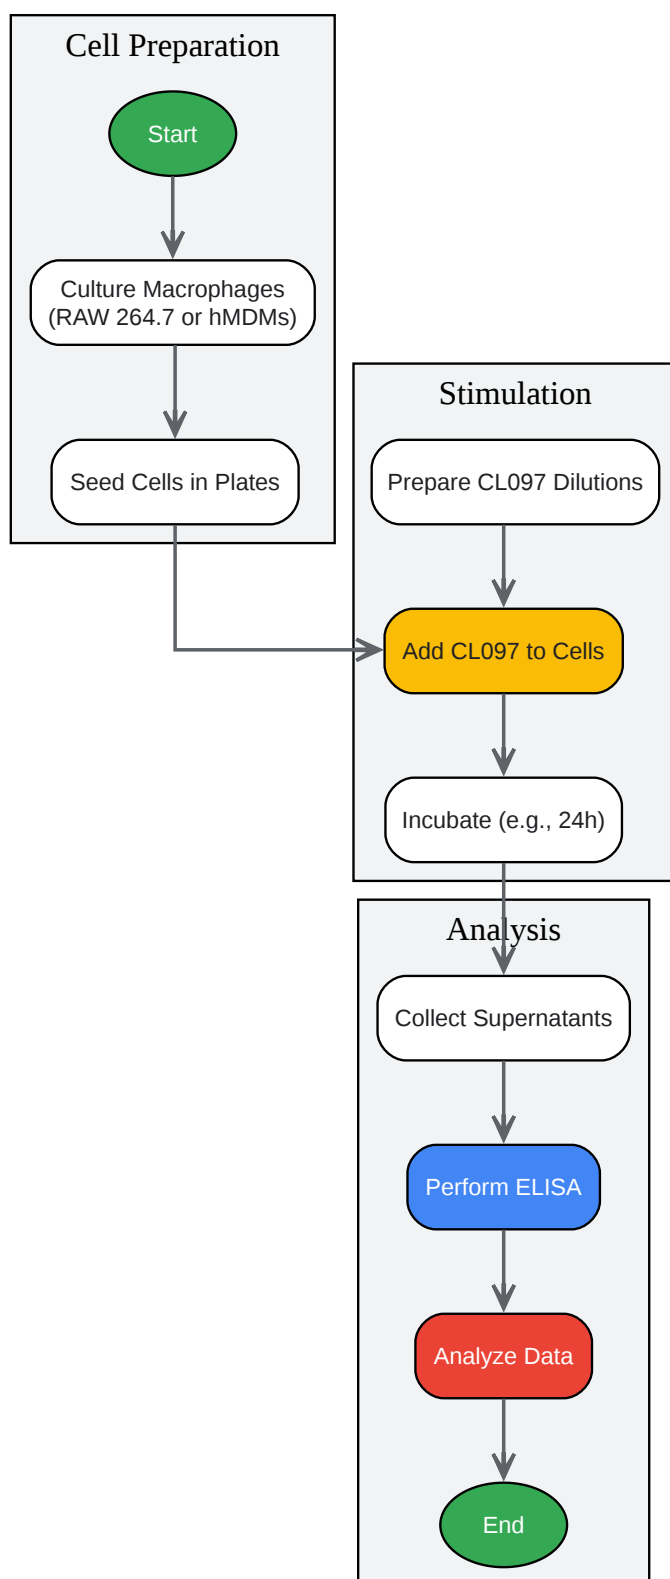 Cell Preparation
Start
Culture Macrophages
(RAW 264.7 or hMDMs)
Seed Cells in Plates
Stimulation
Prepare CL097 Dilutions
Add CL097 to Cells
Incubate (e.g., 24h)
Analysis
Collect Supernatants
Perform ELISA
Analyze Data
End